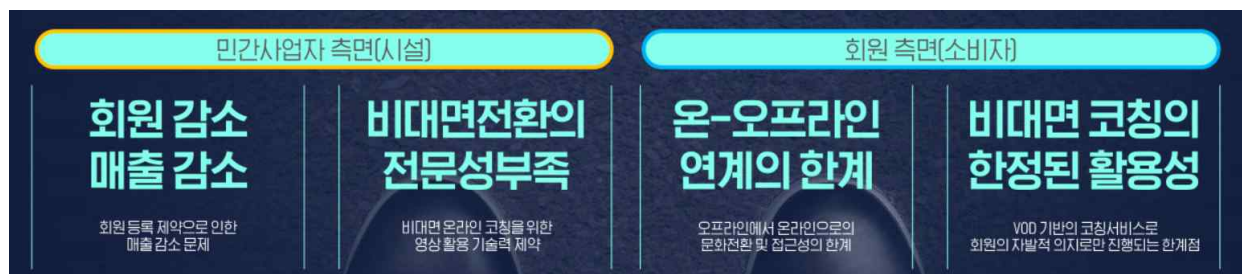 민간사업자 측면(시설)
회원 측면(소비자)
회원 감소
매출 감소
회원 등록 제약으로 인한
매출 감소 문제
비대면전환의
전문성부족
비대면 온라인 코칭을 위한
영상 활용 기술력 제약
온-오프라인
연계의 한계
오프라인에서 온라인으로의
문화전환 및 접근성의 한계
비대면 코칭의
한정된 활용성
VOD 기반의 코칭서비스로
회원의 자발적 의지로만 진행되는 한계점